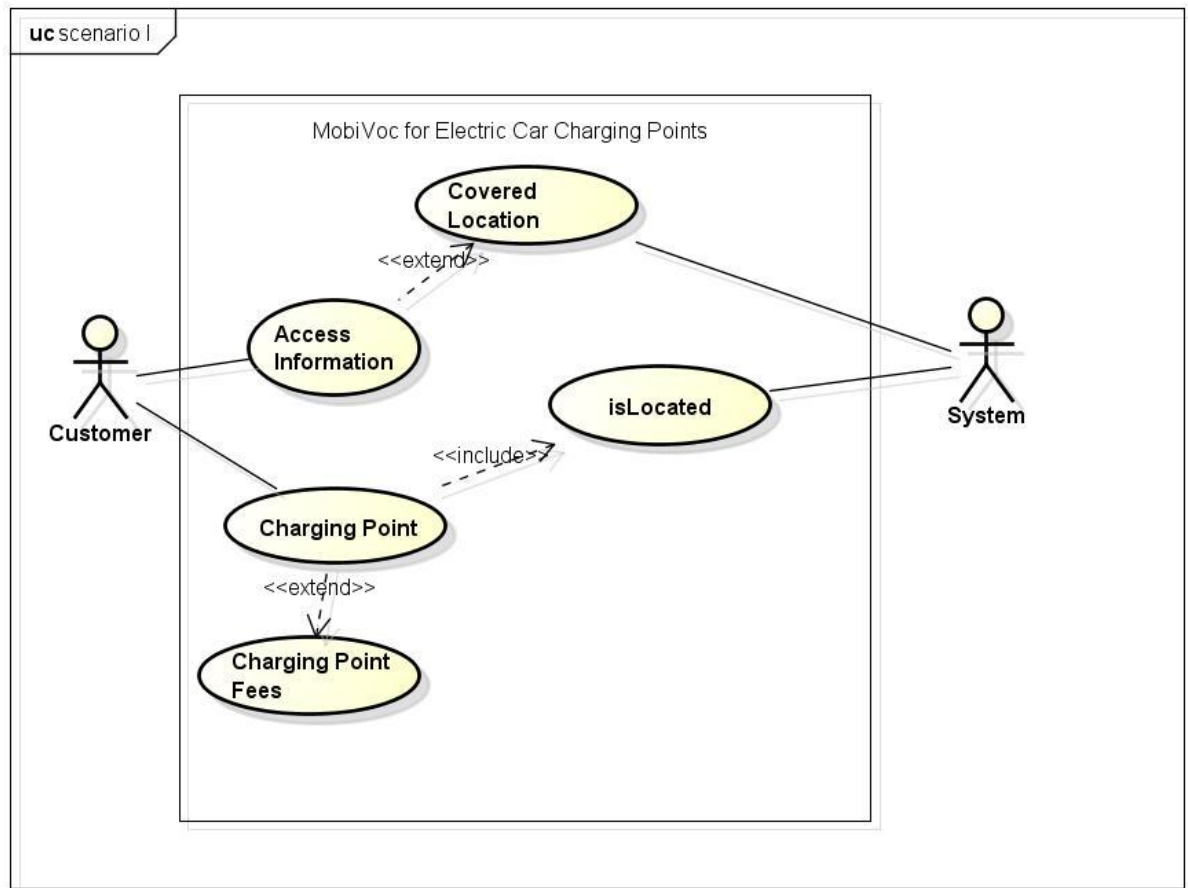 uc scenario I
MobiVoc for Electric Car Charging Points
Covered
Location
<<extend>>
Access
Information
Customer
isLocated
System
<<include>>
Charging Point
<<extend>>
Charging Point
Fees